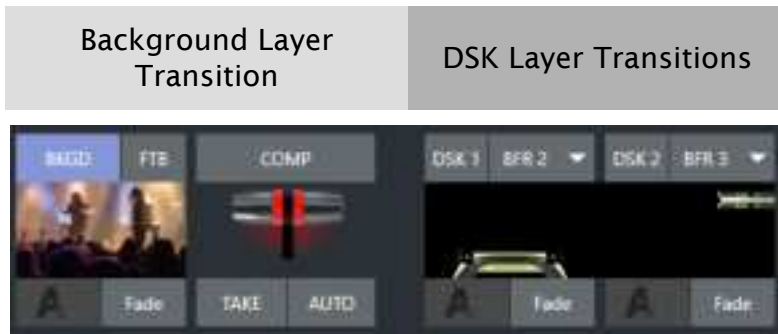 Background Layer
Transition
DSK Layer Transitions
BKGD FTB COMP DSK 1 BFR 2 DSK 2 BFR 3
A Fade TAKE AUTO A Fade A Fade